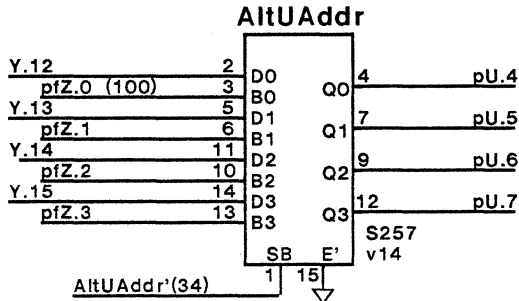 AltUAddr
Y.12 2 D0 Q0 4 pU.4
pfZ.0 (100) 3 B0
Y.13 5 D1 Q1 7 pU.5
pfZ.1 6 B1
Y.14 11 D2 Q2 9 pU.6
pfZ.2 10 B2
Y.15 14 D3 Q3 12 pU.7
pfZ.3 13 B3
S257
SB E' v14
1 15
AltUAddr'(34)